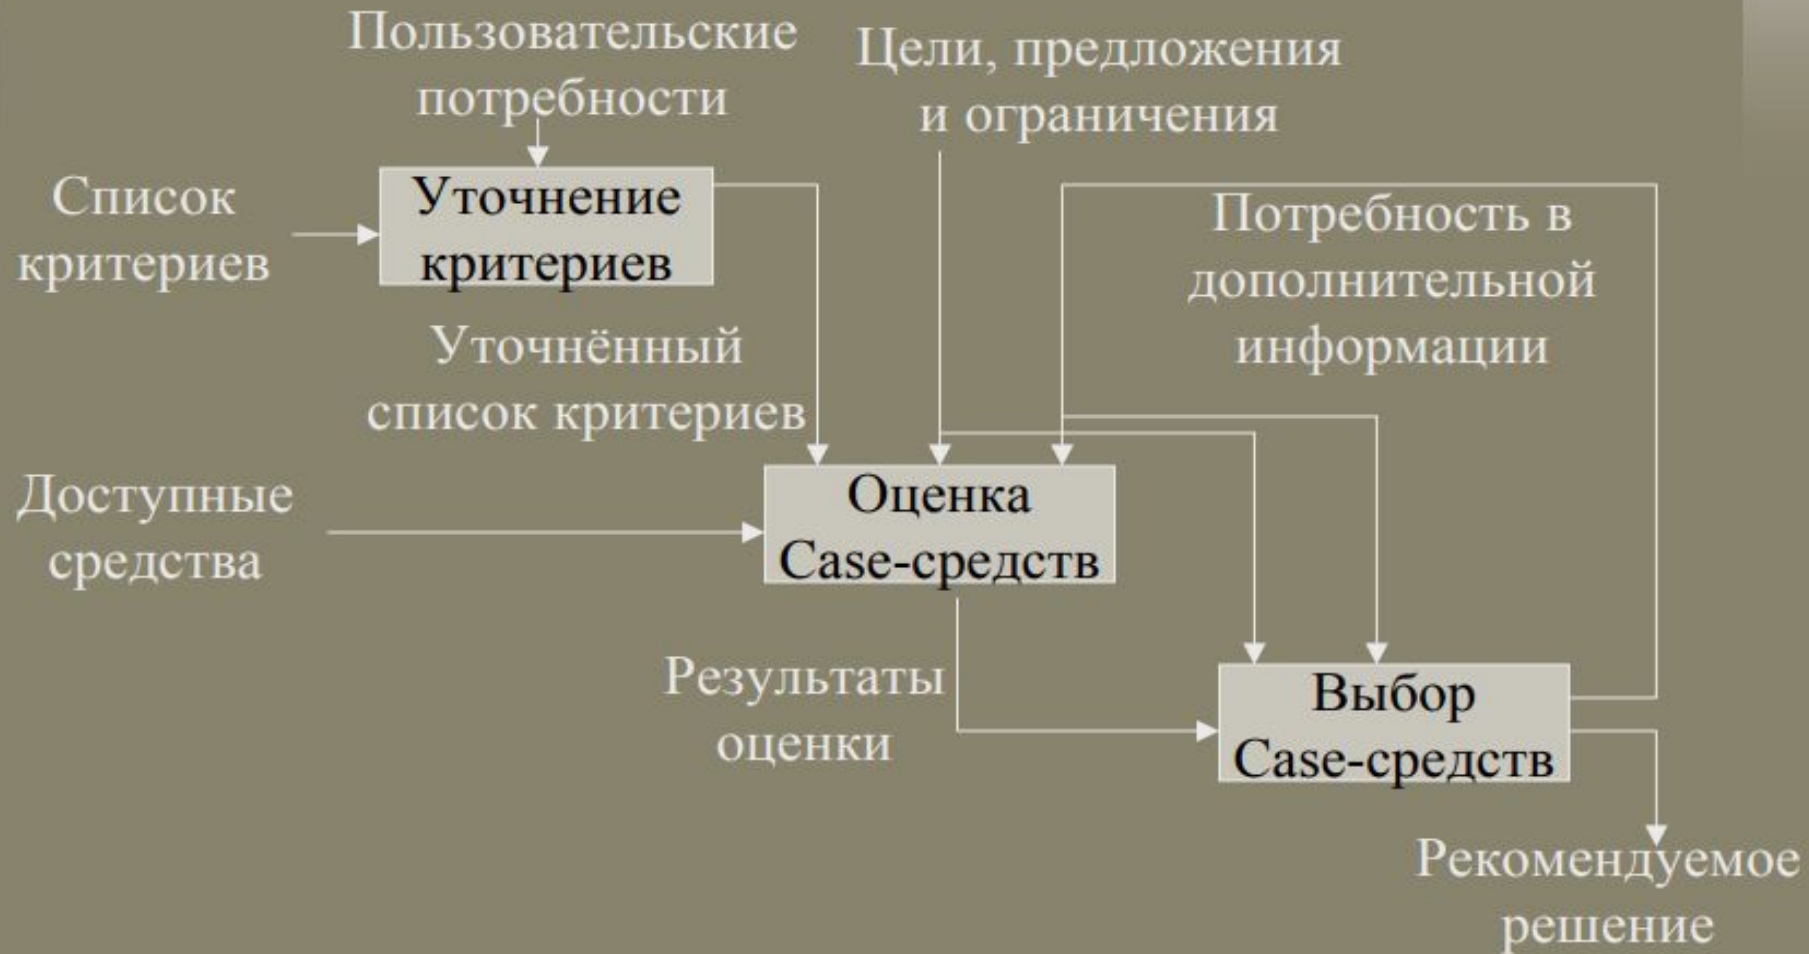 Пользовательские
потребности
Цели, предложения
и ограничения
Список
критериев
Уточнение
критериев
Потребность в
дополнительной
информации
Уточнённый
список критериев
Доступные
средства
Оценка
Case-средств
Результаты
оценки
Выбор
Case-средств
Рекомендуемое
решение